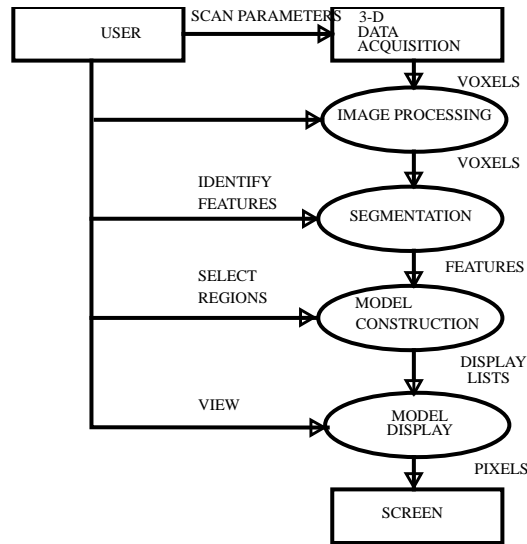 SCAN PARAMETERS
USER
3-D
DATA
ACQUISITION
VOXELS
IMAGE PROCESSING
VOXELS
IDENTIFY
FEATURES
SEGMENTATION
FEATURES
SELECT
REGIONS
MODEL
CONSTRUCTION
DISPLAY
LISTS
VIEW
MODEL
DISPLAY
PIXELS
SCREEN